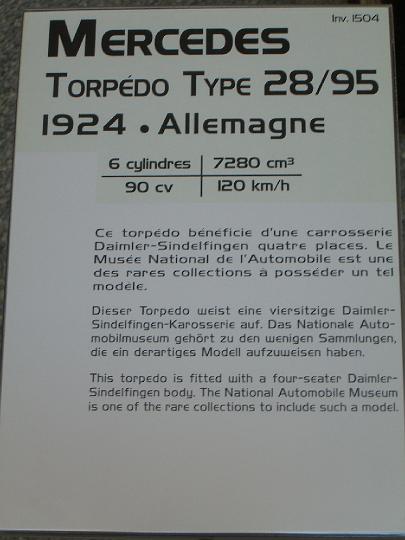 Inv. 1504
MERCEDES
TORPÉDO TYPE 28/95
1924 • Allemagne
6 cylindres | 7280 cm³
90 cv | 120 km/h
Ce torpédo bénéficie d'une carrosserie
Daimler-Sindelfingen quatre places. Le
Musée National de l'Automobile est une
des rares collections à posséder un tel
modèle.
Dieser Torpedo weist eine viersitzige Daimler-
Sindelfingen-Karosserie auf. Das Nationale Auto-
mobilmuseum gehört zu den wenigen Sammlungen,
die ein derartiges Modell aufzuweisen haben.
This torpedo is fitted with a four-seater Daimler-
Sindelfingen body. The National Automobile Museum
is one of the rare collections to include such a model.